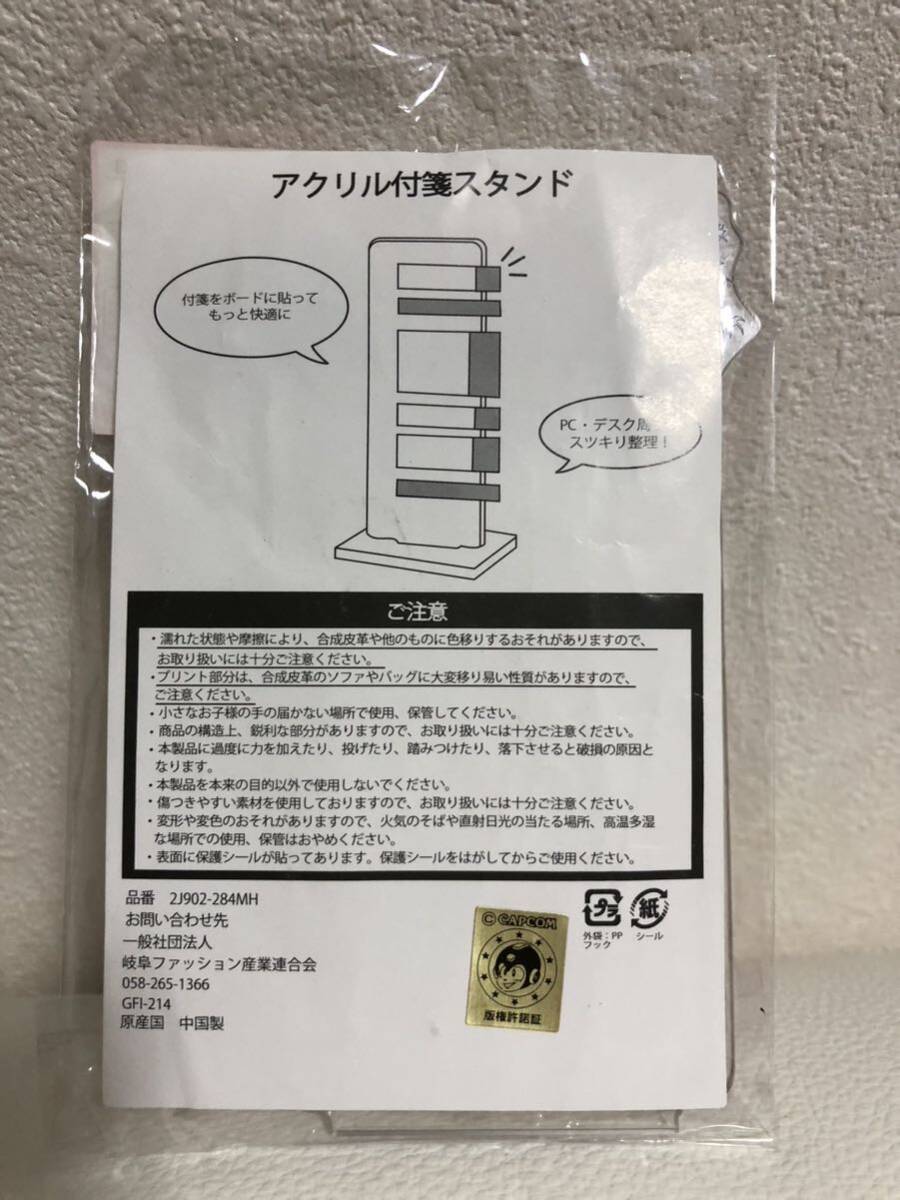 アクリル付箋スタンド
付箋をボードに貼って
もっと快適に
PC・デスク周
スツキリ整理！
ご注意
・濡れた状態や摩擦により、合成皮革や他のものに色移りするおそれがありますので、
お取り扱いには十分ご注意ください。
・プリント部分は、合成皮革のソファやバッグに大変移り易い性質がありますので、
ご注意ください。
・小さなお子様の手の届かない場所で使用、保管してください。
・商品の構造上、鋭利な部分がありますので、お取り扱いには十分ご注意ください。
・本製品に過度に力を加えたり、投げたり、踏みつけたり、落下させると破損の原因と
なります。
・本製品を本来の目的以外で使用しないでください。
・傷つきやすい素材を使用しておりますので、お取り扱いには十分ご注意ください。
・変形や変色のおそれがありますので、火気のそばや直射日光の当たる場所、高温多湿
な場所での使用、保管はおやめください。
・表面に保護シールが貼ってあります。保護シールをはがしてからご使用ください。
品番 2J902-284MH
お問い合わせ先
一般社団法人
岐阜ファッション産業連合会
058-265-1366
GFI-214
原産国 中国製
©CAPCOM
版権許諾証
プラ
外袋：PP
フック
紙
シール